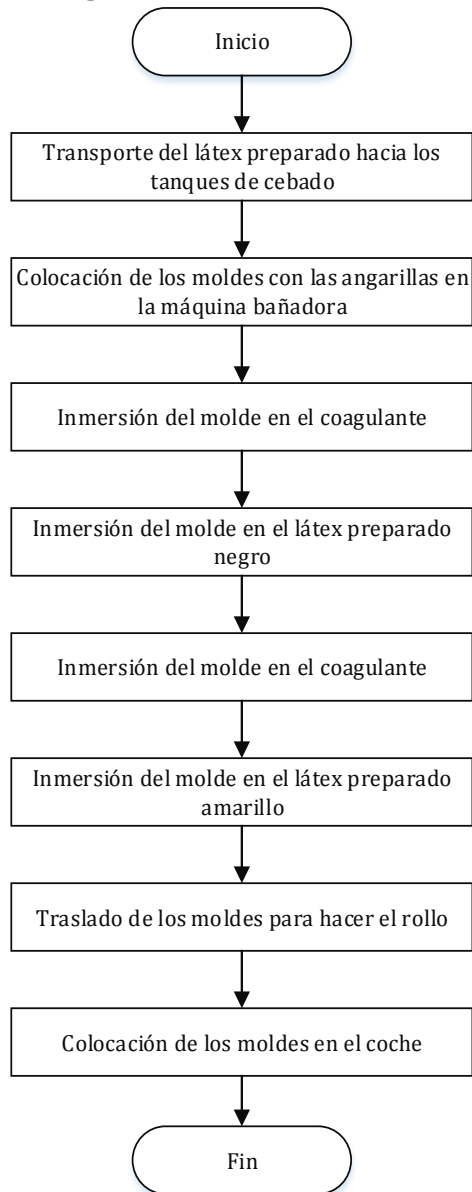 Inicio
Transporte del látex preparado hacia los
tanques de cebado
Colocación de los moldes con las angarillas en
la máquina bañadora
Inmersión del molde en el coagulante
Inmersión del molde en el látex preparado
negro
Inmersión del molde en el coagulante
Inmersión del molde en el látex preparado
amarillo
Traslado de los moldes para hacer el rollo
Colocación de los moldes en el coche
Fin